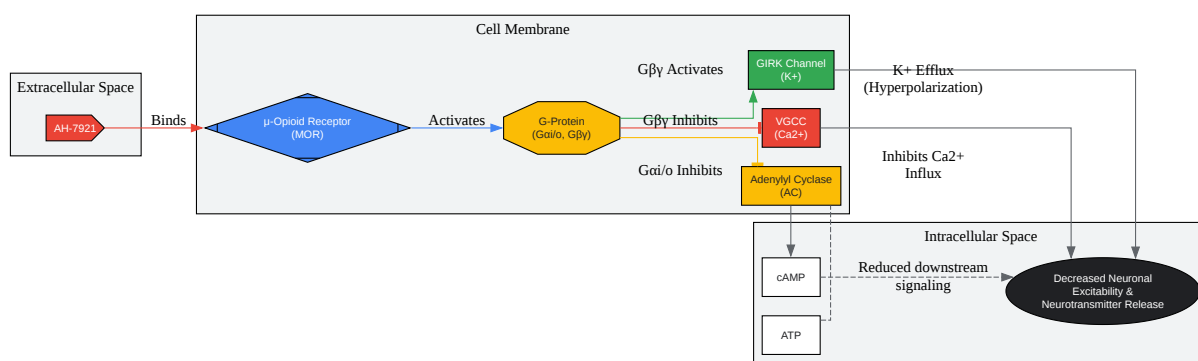 Cell Membrane
Extracellular Space
AH-7921
Binds
μ-Opioid Receptor
(MOR)
Activates
G-Protein
(Gαi/o, Gβγ)
Gβγ Activates
GIRK Channel
(K+)
K+ Efflux
(Hyperpolarization)
Gβγ Inhibits
VGCC
(Ca2+)
Inhibits Ca2+
Influx
Gαi/o Inhibits
Adenylyl Cyclase
(AC)
Intracellular Space
cAMP
Reduced downstream
signaling
Decreased Neuronal
Excitability &
Neurotransmitter Release
ATP